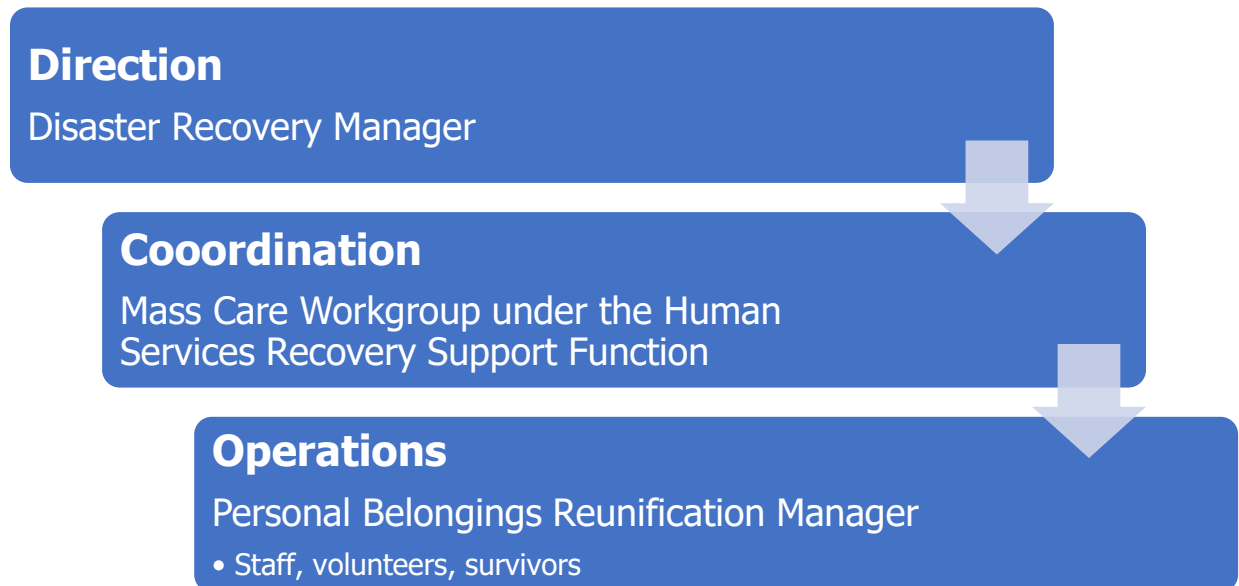 Direction
Disaster Recovery Manager
Cooordination
Mass Care Workgroup under the Human
Services Recovery Support Function
Operations
Personal Belongings Reunification Manager
• Staff, volunteers, survivors